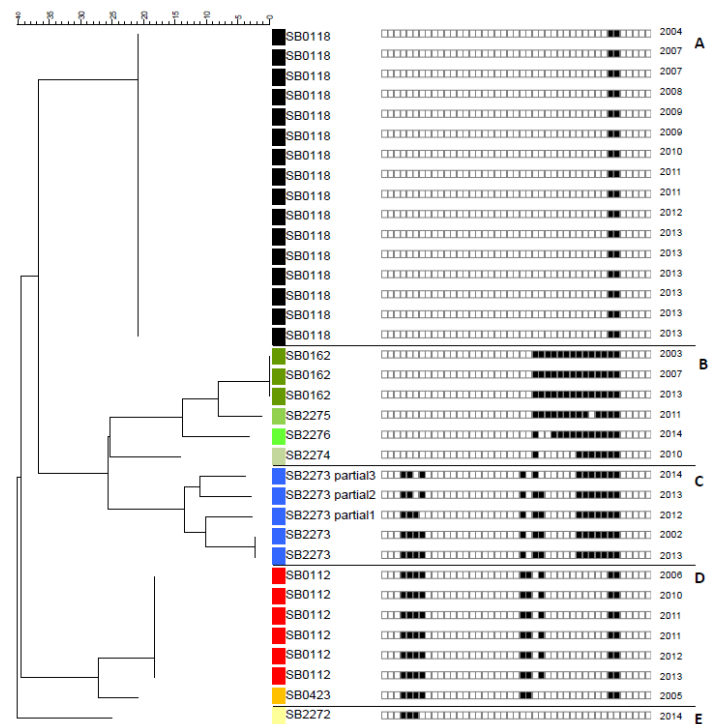 -40 -35 -30 -25 -20 -15 -10 -5 0
SB0118 2004 A
SB0118 2007
SB0118 2007
SB0118 2008
SB0118 2009
SB0118 2009
SB0118 2010
SB0118 2011
SB0118 2011
SB0118 2012
SB0118 2013
SB0118 2013
SB0118 2013
SB0118 2013
SB0118 2013
SB0118 2013
SB0162 2003 B
SB0162 2007
SB0162 2013
SB2275 2011
SB2276 2014
SB2274 2010
SB2273 partial3 2014 C
SB2273 partial2 2013
SB2273 partial1 2012
SB2273 2002
SB2273 2013
SB0112 2006 D
SB0112 2010
SB0112 2011
SB0112 2011
SB0112 2012
SB0112 2013
SB0423 2005
SB2272 2014 E